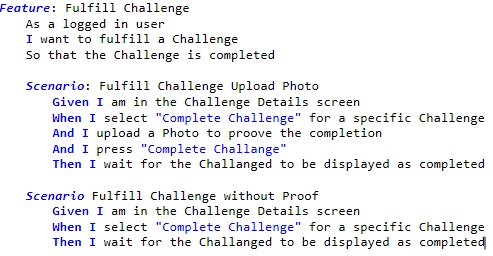 Feature: Fulfill Challenge
As a logged in user
I want to fulfill a Challenge
So that the Challenge is completed
Scenario: Fulfill Challenge Upload Photo
Given I am in the Challenge Details screen
When I select "Complete Challenge" for a specific Challenge
And I upload a Photo to proove the completion
And I press "Complete Challange"
Then I wait for the Challanged to be displayed as completed
Scenario Fulfill Challenge without Proof
Given I am in the Challenge Details screen
When I select "Complete Challenge" for a specific Challenge
Then I wait for the Challanged to be displayed as completed